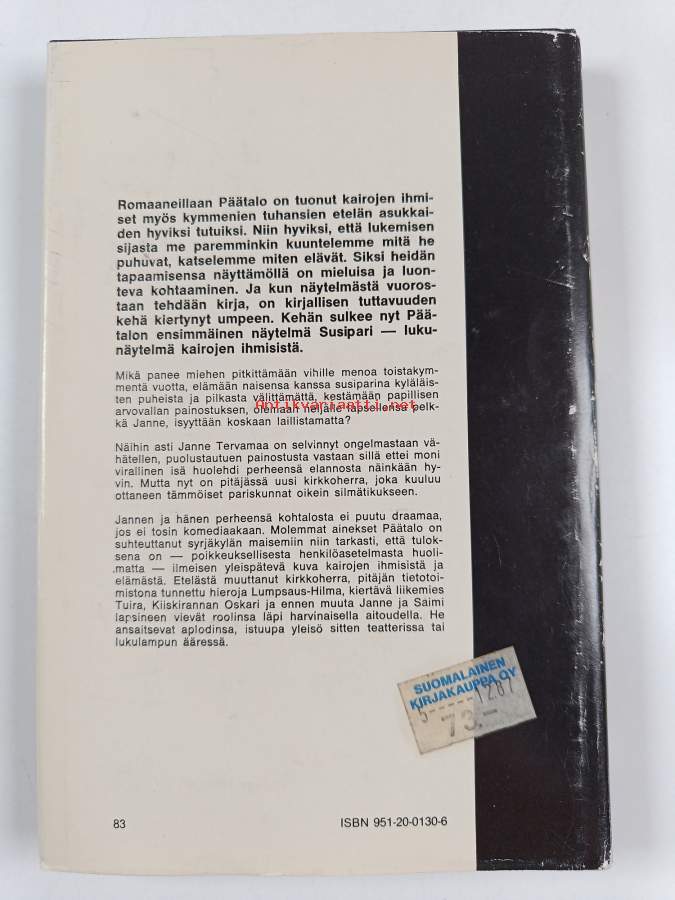 Romaaneillaan Päätalo on tuonut kairojen ihmi-
set myös kymmenien tuhansien etelän asukkai-
den hyviksi tutuiksi. Niin hyviksi, että lukemisen
sijasta me paremminkin kuuntelemme mitä he
puhuvat, katselemme miten elävät. Siksi heidän
tapaamisensa näyttämöllä on mieluisa ja luon-
teva kohtaaminen. Ja kun näytelmästä vuoros-
taan tehdään kirja, on kirjallisen tuttavuuden
kehä kiertynyt umpeen. Kehän sulkee nyt Pää-
talon ensimmäinen näytelmä Susipari — luku-
näytelmä kairojen ihmisistä.
Mikä panee miehen pitkittämään vihille menoa toistakym-
mentä vuotta, elämään naisensa kanssa susiparina kyläläis-
ten puheista ja pilkasta välittämättä, kestämään papillisen
arvovallan painostuksen, olemaan neljälle lapsellensa pelk-
kä Janne, isyyttään koskaan laillistamatta?
Antikvariaatti.net
Näihin asti Janne Tervamaa on selvinnyt ongelmastaan vä-
hätellen, puolustautuen painostusta vastaan sillä ettei moni
virallinen isä huolehdi perheensä elannosta näinkään hy-
vin. Mutta nyt on pitäjässä uusi kirkkoherra, joka kuuluu
ottaneen tämmöiset pariskunnat oikein silmätikukseen.
Jannen ja hänen perheensä kohtalosta ei puutu draamaa,
jos ei tosin komediaakaan. Molemmat ainekset Päätalo on
suhteuttanut syrjäkylän maisemiin niin tarkasti, että tulok-
sena on — poikkeuksellisesta henkilöasetelmasta huoli-
matta — ilmeisen yleispätevä kuva kairojen ihmisistä ja
elämästä. Etelästä muuttanut kirkkoherra, pitäjän tietotoi-
mistona tunnettu hieroja Lumpsaus-Hilma, kiertävä liikemies
Tuira, Kiiskirannan Oskari ja ennen muuta Janne ja Saimi
lapsineen vievät roolinsa läpi harvinaisella aitoudella. He
ansaitsevat aplodinsa, istuupa yleisö sitten teatterissa tai
lukulampun ääressä.
SUOMALAINEN
KIRJAKAUPPA OY
5-----1287
73.-
83
ISBN 951-20-0130-6